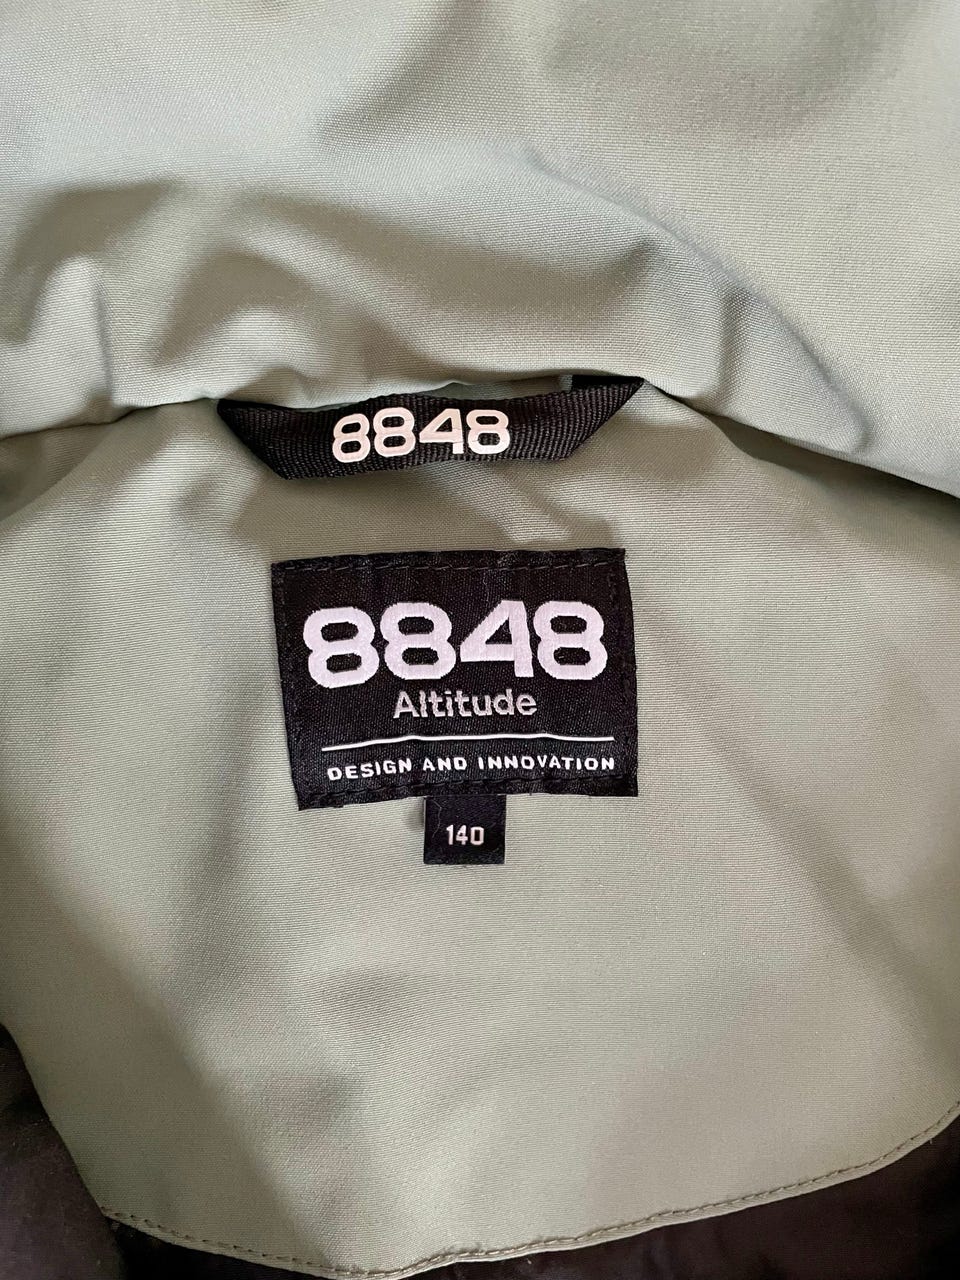 8848
8848
Altitude
DESIGN AND INNOVATION
140